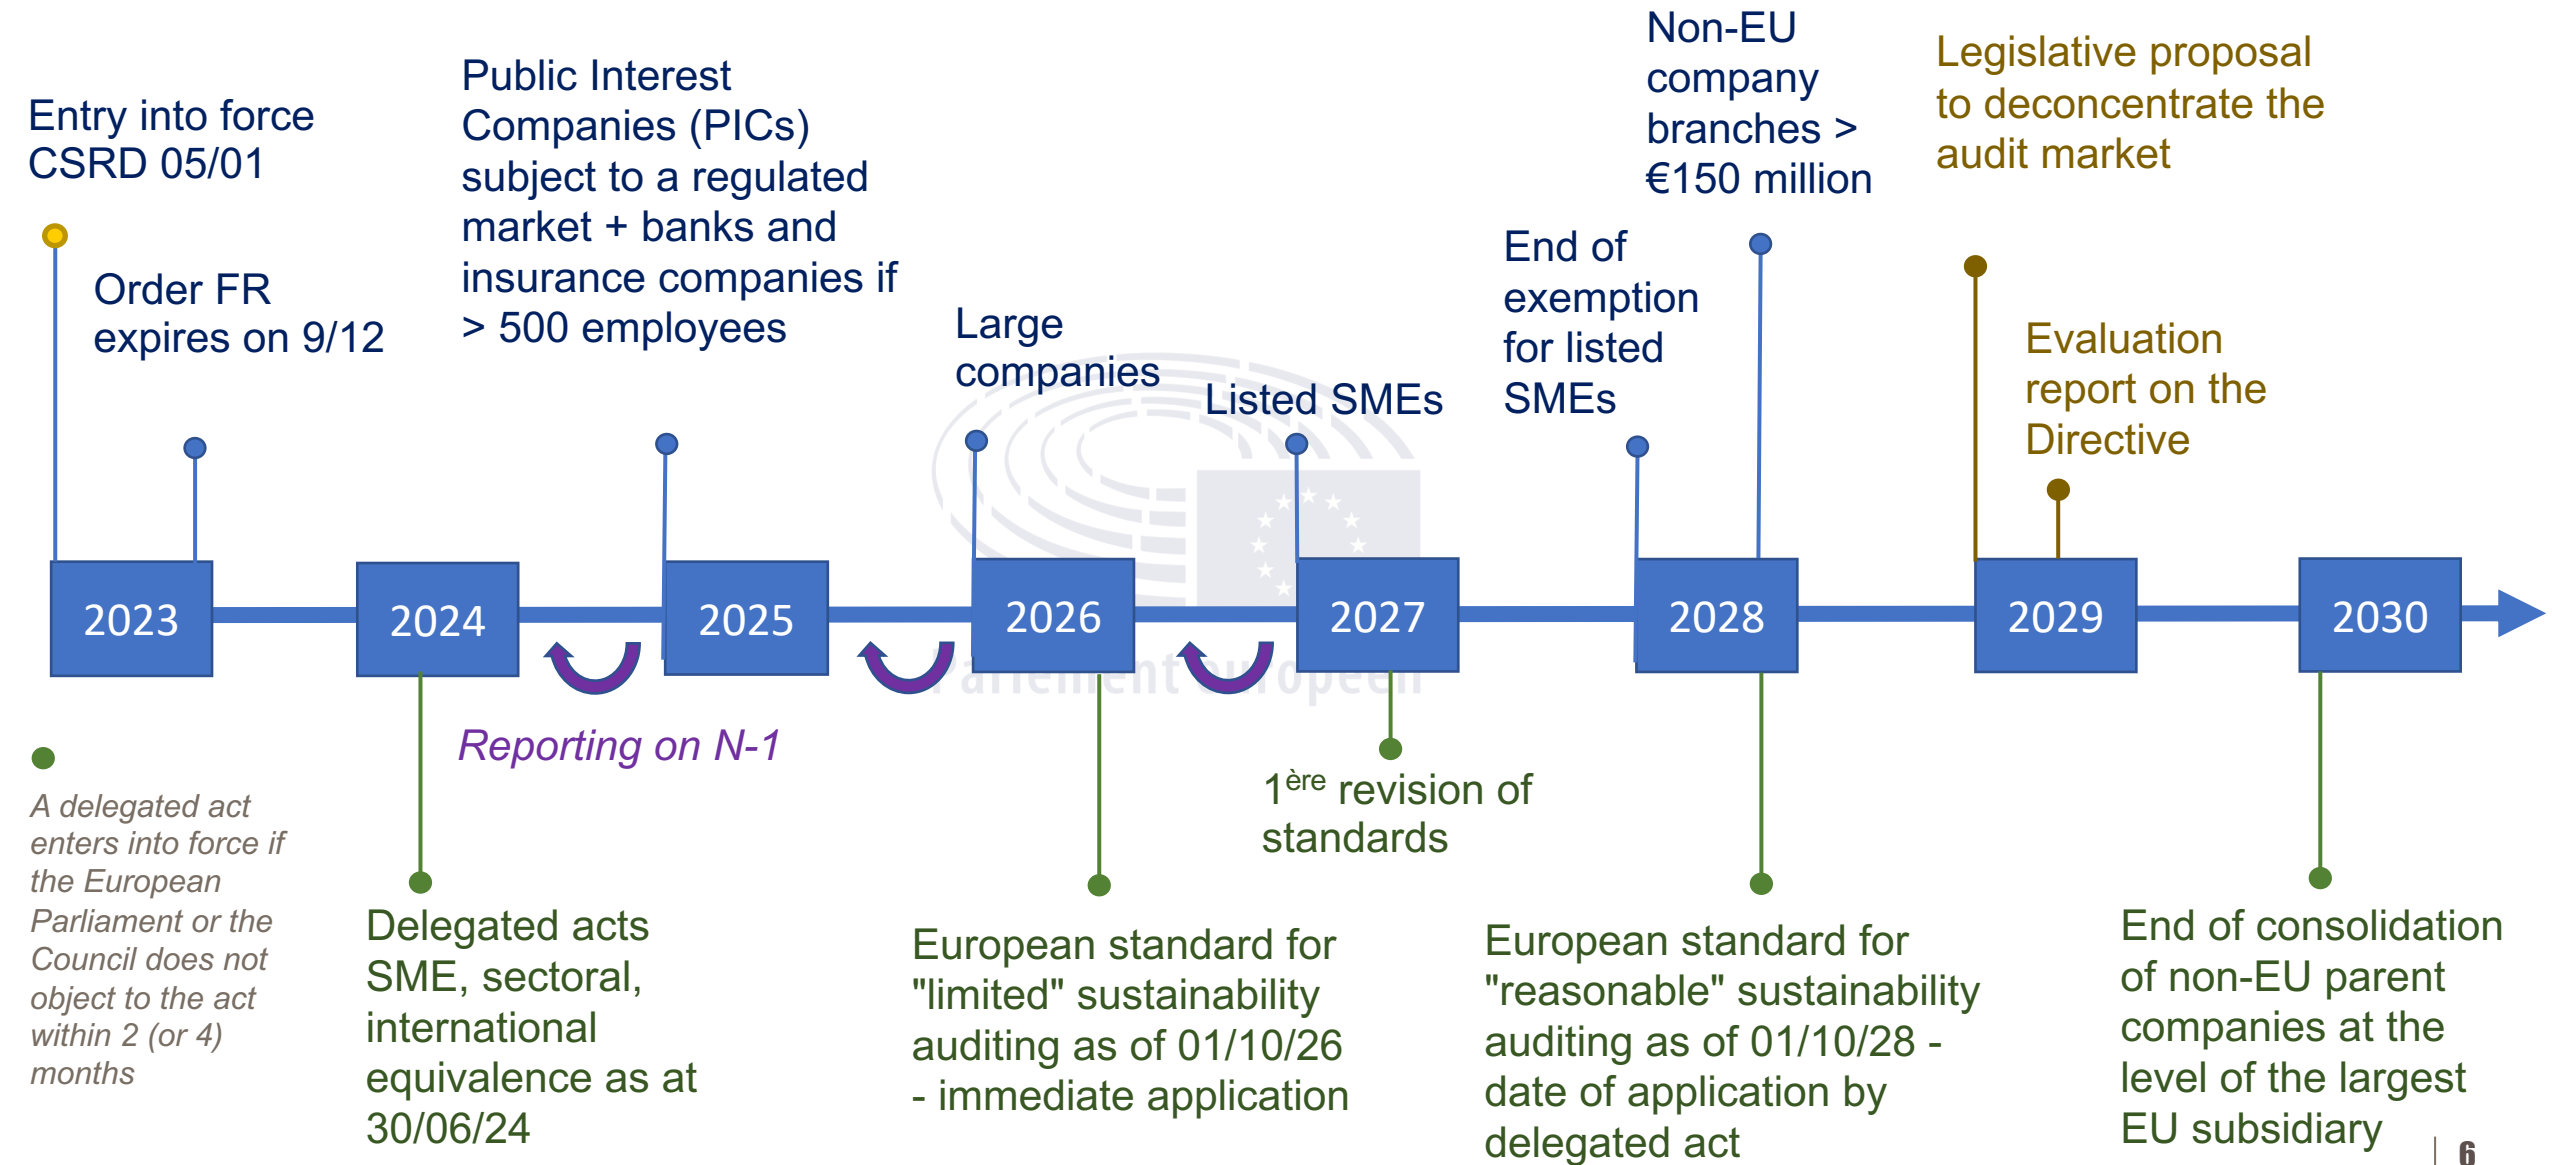 Entry into force
CSRD 05/01
Order FR
expires on 9/12
Public Interest
Companies (PICs)
subject to a regulated
market + banks and
insurance companies if
> 500 employees
Large
companies
Listed SMEs
End of
exemption
for listed
SMEs
Non-EU
company
branches >
€150 million
Legislative proposal
to deconcentrate the
audit market
Evaluation
report on the
Directive
2023
2024
2025
2026
2027
2028
2029
2030
Parlement européen
Reporting on N-1
A delegated act
enters into force if
the European
Parliament or the
Council does not
object to the act
within 2 (or 4)
months
Delegated acts
SME, sectoral,
international
equivalence as at
30/06/24
European standard for
"limited" sustainability
auditing as of 01/10/26
- immediate application
1ère revision of
standards
European standard for
"reasonable" sustainability
auditing as of 01/10/28 -
date of application by
delegated act
End of consolidation
of non-EU parent
companies at the
level of the largest
EU subsidiary
| 6